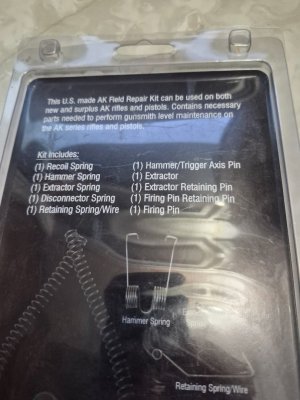 This U.S. made AK Field Repair Kit can be used on both
new and surplus AK rifles and pistols. Contains necessary
parts needed to perform gunsmith level maintenance on
the AK series rifles and pistols.
Kit Includes:
(1) Recoil Spring
(1) Hammer Spring
(1) Extractor Spring
(1) Disconnector Spring
(1) Retaining Spring/Wire
(1) Hammer/Trigger Axis Pin
(1) Extractor
(1) Extractor Retaining Pin
(1) Firing Pin Retaining Pin
(1) Firing Pin
Hammer Spring
Retaining Spring/Wire